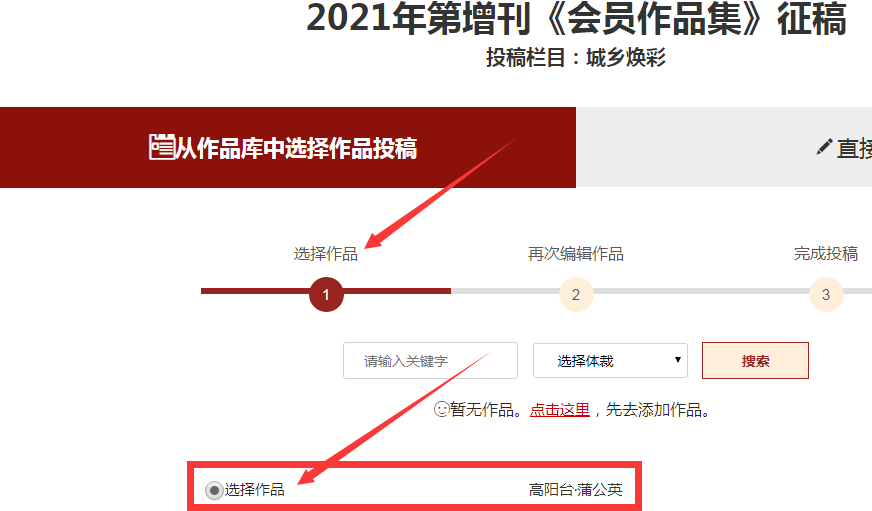 2021年第增刊《会员作品集》征稿
投稿栏目：城乡焕彩
从作品库中选择作品投稿 直接
选择作品 再次编辑作品 完成投稿
1 2 3
请输入关键字 选择体裁 搜索
暂无作品。点击这里，先去添加作品。
选择作品 高阳台·蒲公英